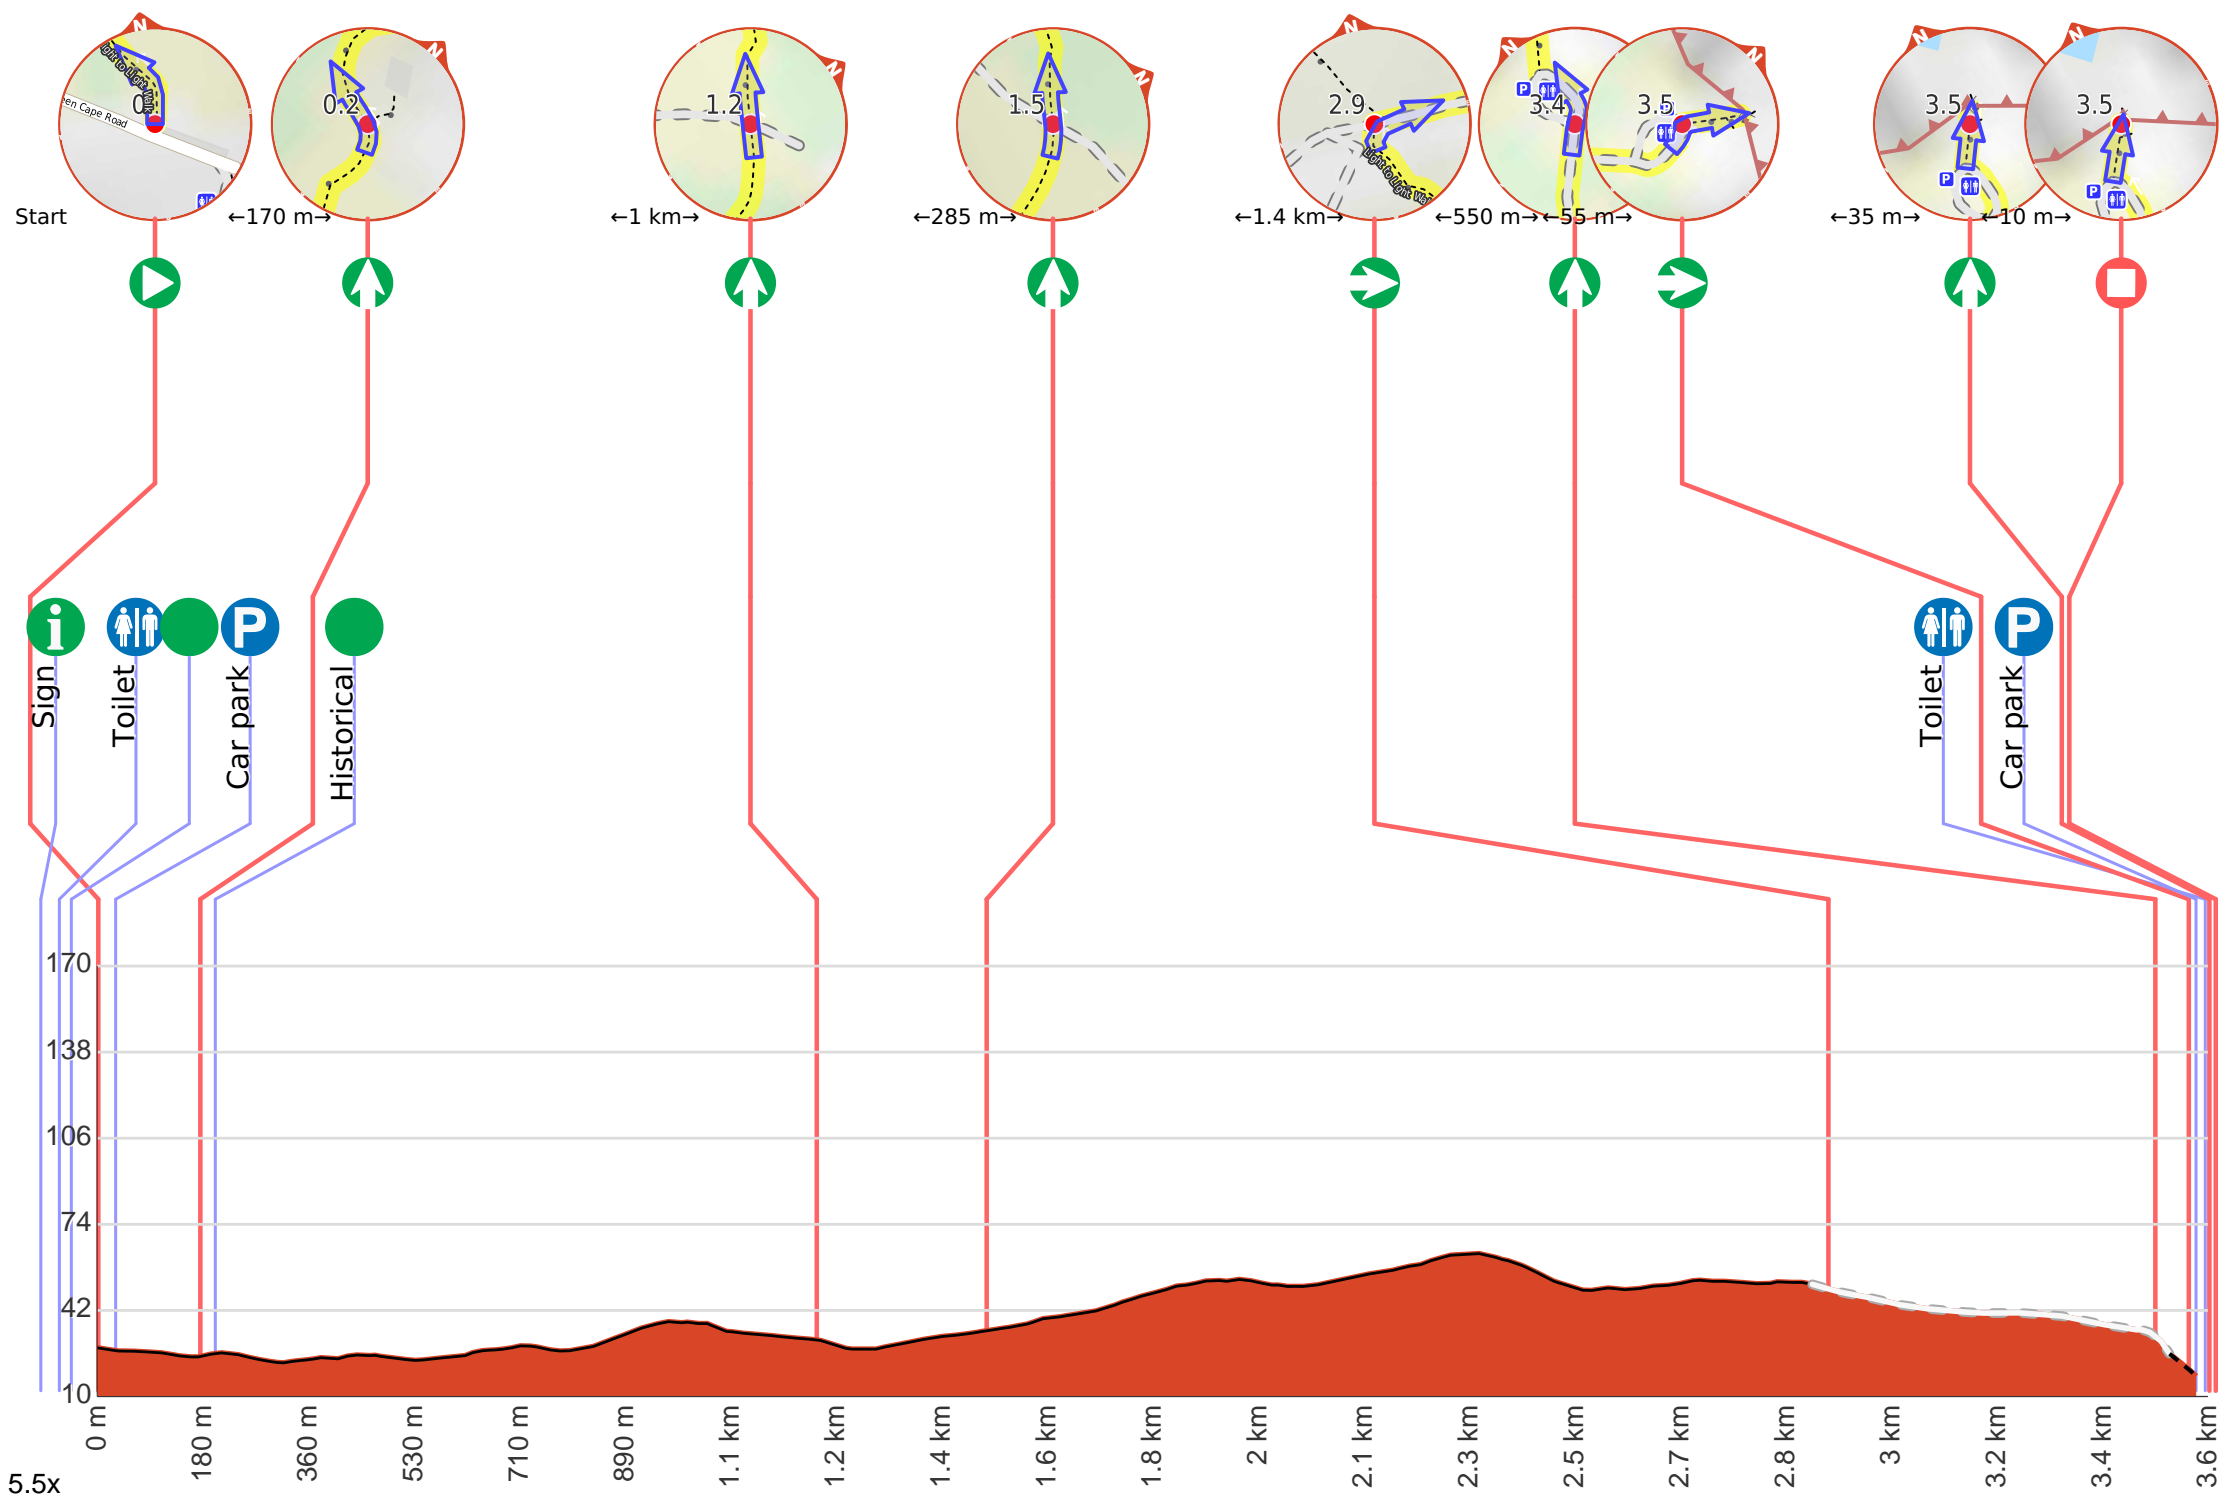 N
N
N
N
N
N
N
N
N
ght to Light Walk
een Cape Road
0
0.2
1.2
1.5
2.9
3.4
3.5
3.5
3.5
P
P
P
Light to Light Wa
Start
←170 m→
←1 km→
←285 m→
←1.4 km→
←550 m→
←55 m→
←35 m→
←10 m→
i
P
P
Sign
Toilet
Car park
Historical
Toilet
Car park
170
138
106
74
42
10
0 m
180 m
360 m
530 m
710 m
890 m
1.1 km
1.2 km
1.4 km
1.6 km
1.8 km
2 km
2.1 km
2.3 km
2.5 km
2.7 km
2.8 km
3 km
3.2 km
3.4 km
3.6 km
5.5x